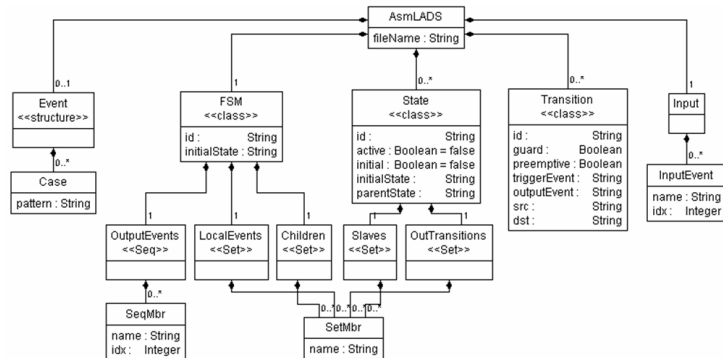 AsmLADS
fileName : String
0..1
1
0..*
0..*
1
Event
<<structure>>
FSM
<<class>>
id : String
initialState : String
State
<<class>>
id : String
active : Boolean = false
initial : Boolean = false
initialState : String
parentState : String
Transition
<<class>>
id : String
guard : Boolean
preemptive : Boolean
triggerEvent : String
outputEvent : String
src : String
dst : String
Input
0..*
0..*
Case
pattern : String
InputEvent
name : String
idx : Integer
1
1
1
1
1
OutputEvents
<<Seq>>
LocalEvents
<<Set>>
Children
<<Set>>
Slaves
<<Set>>
OutTransitions
<<Set>>
0..*
0..* 0..* 0..* 0..*
SeqMbr
name : String
idx : Integer
SetMbr
name : String